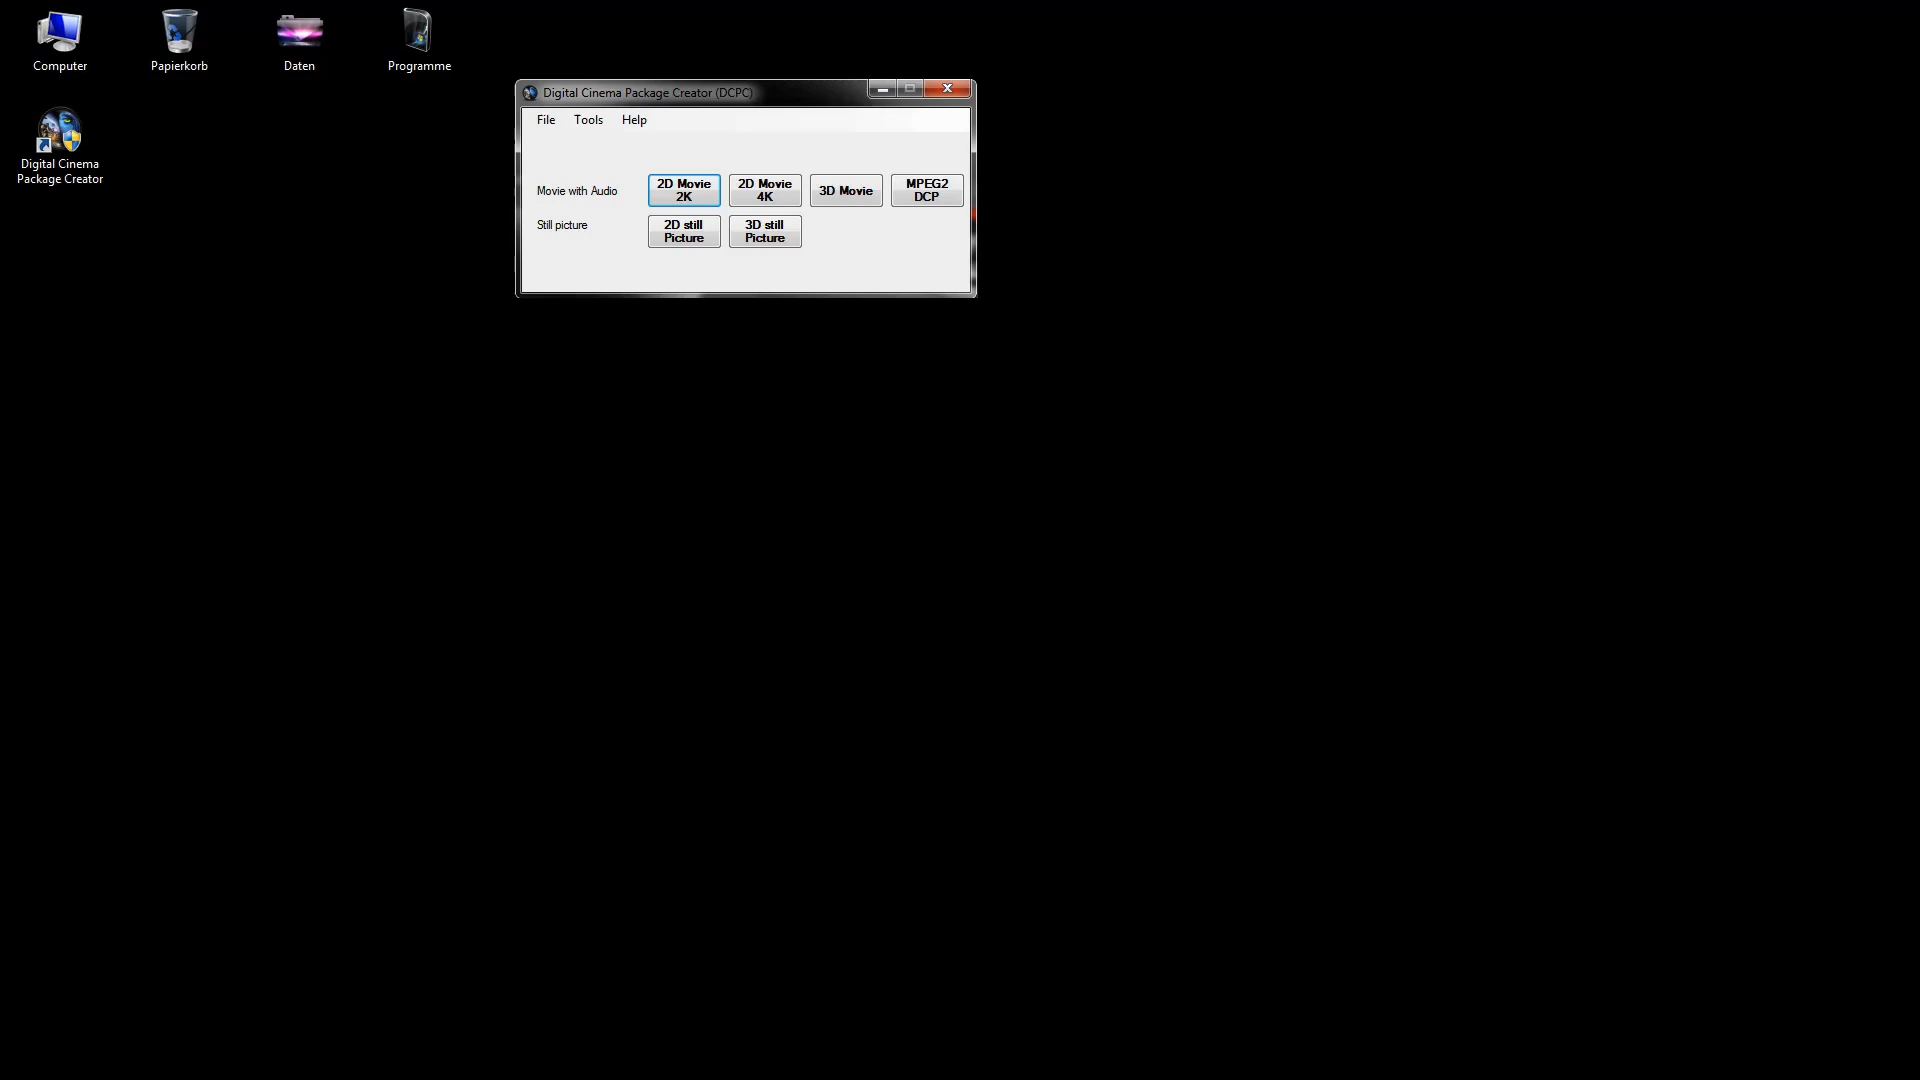 Computer
Papierkorb
Daten
Programme
Digital Cinema
Package Creator
Digital Cinema Package Creator (DCPC)
File Tools Help
Movie with Audio
2D Movie
2K
2D Movie
4K
3D Movie
MPEG2
DCP
Still picture
2D still
Picture
3D still
Picture